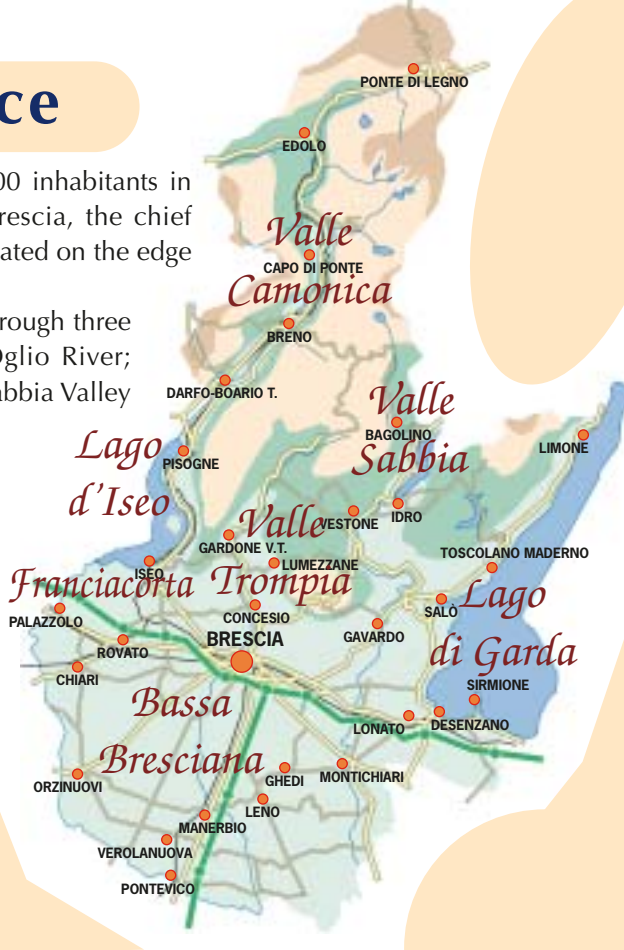 ce
PONTE DI LEGNO
EDOLO
00 inhabitants in
rescia, the chief
ated on the edge
Valle
CAPO DI PONTE
Camonica
rough three
BRENO
Oglio River;
abbia Valley
DARFO-BOARIO T.
Valle
BAGOLINO
LIMONE
Lago
PISOGNE
Sabbia
d'Iseo
VESTONE
IDRO
Valle
GARDONE V.T.
TOSCOLANO MADERNO
LUMEZZANE
ISEO
Franciacorta
Trompia
Lago
SALÒ
PALAZZOLO
CONCESIO
GAVARDO
BRESCIA
ROVATO
di Garda
CHIARI
SIRMIONE
Bassa
LONATO
DESENZANO
Bresciana
GHEDI
MONTICHIARI
ORZINUOVI
LENO
MANERBIO
VEROLANUOVA
PONTEVICO